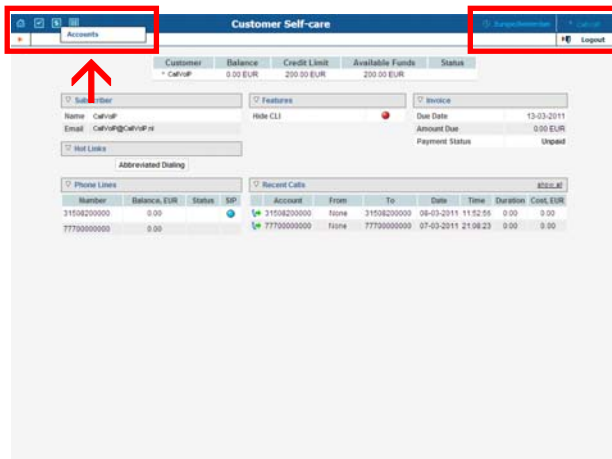 Customer Self-care
Europe/Amsterdam
Accounts
Logout
Customer Balance Credit Limit Available Funds Status
* CallVoIP 0.00 EUR 200.00 EUR 200.00 EUR
Subscriber Features Invoice
Name CallVoIP Hide CLI Due Date 13-03-2011
Email CallVoIP@CallVoIP.nl Amount Due 0.00 EUR
Hot Links Payment Status Unpaid
Abbreviated Dialing
Phone Lines Recent Calls show all
Number Balance, EUR Status SIP Account From To Date Time Duration Cost, EUR
31508200000 0.00 31508200000 None 31508200000 08-03-2011 11:52:55 0:00 0.00
77700000000 0.00 77700000000 None 77700000000 07-03-2011 21:08:23 0:00 0.00